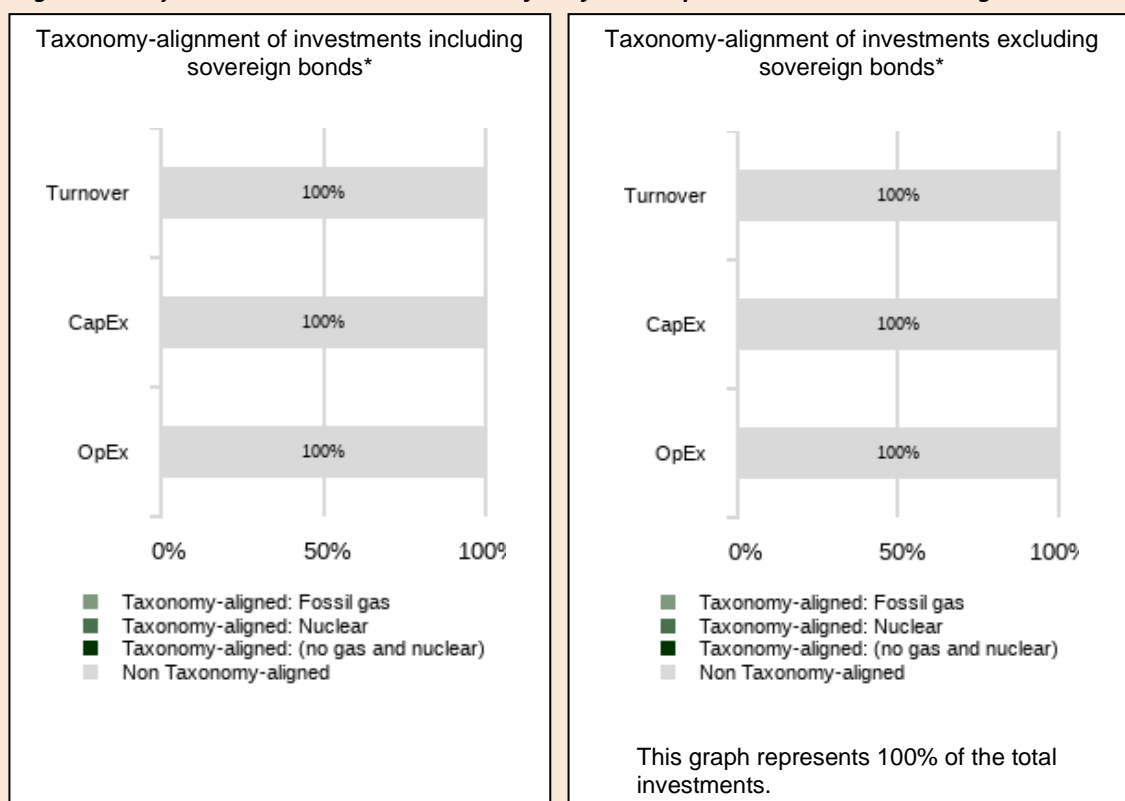 Taxonomy-alignment of investments including
sovereign bonds*
Turnover
100%
CapEx
100%
OpEx
100%
0% 50% 100%
Taxonomy-aligned: Fossil gas
Taxonomy-aligned: Nuclear
Taxonomy-aligned: (no gas and nuclear)
Non Taxonomy-aligned
Taxonomy-alignment of investments excluding
sovereign bonds*
Turnover
100%
CapEx
100%
OpEx
100%
0% 50% 100%
Taxonomy-aligned: Fossil gas
Taxonomy-aligned: Nuclear
Taxonomy-aligned: (no gas and nuclear)
Non Taxonomy-aligned
This graph represents 100% of the total
investments.